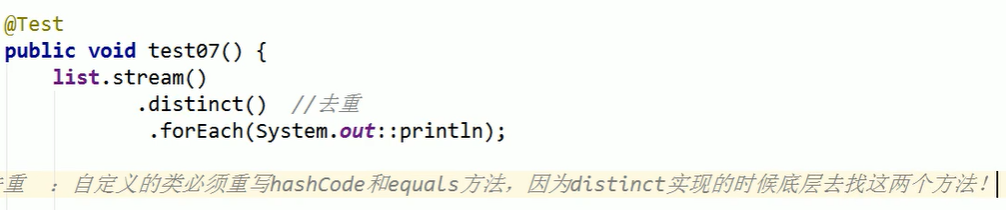 @Test
public void test07() {
list.stream()
.distinct() //去重
.forEach(System.out::println);
重 ：自定义的类必须重写hashCode和equals方法，因为distinct实现的时候底层去找这两个方法！